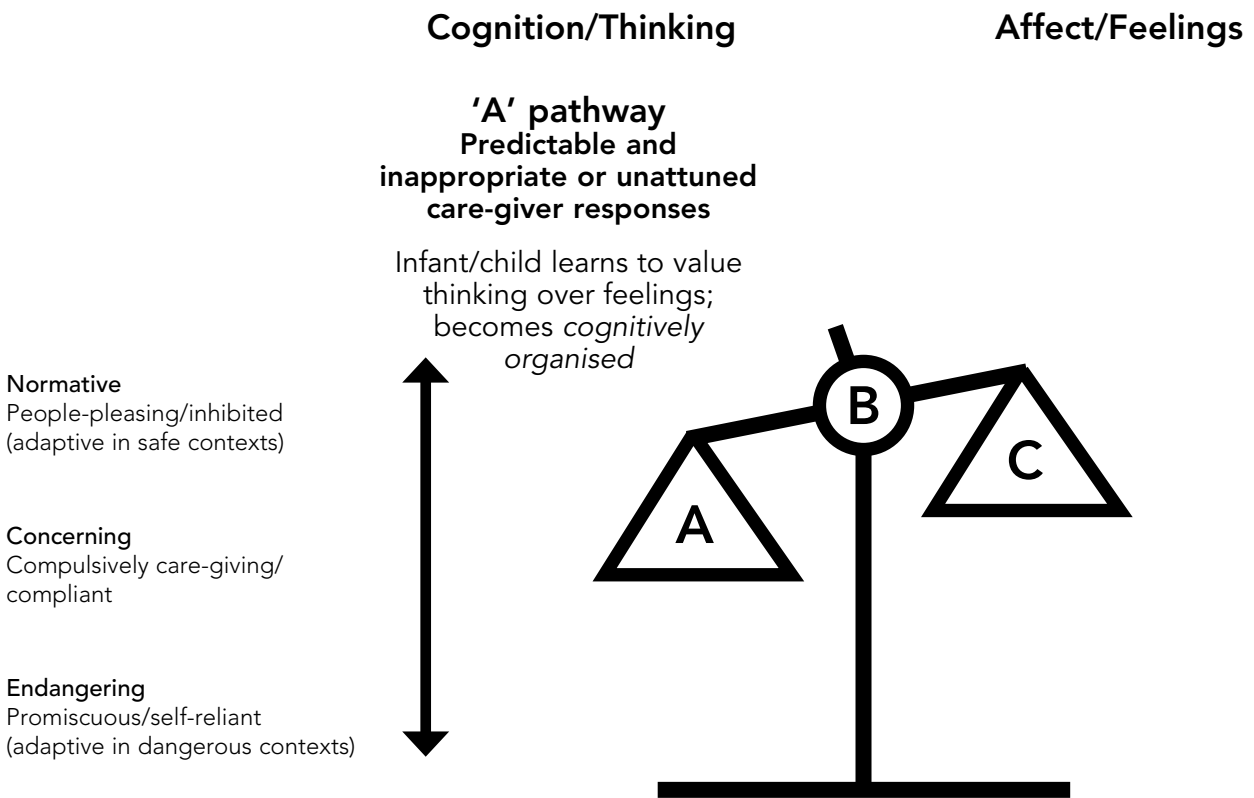 Cognition/Thinking
Affect/Feelings
‘A’ pathway
Predictable and
inappropriate or unattuned
care-giver responses
Infant/child learns to value
thinking over feelings;
becomes cognitively
organised
Normative
People-pleasing/inhibited
(adaptive in safe contexts)
Concerning
Compulsively care-giving/
compliant
Endangering
Promiscuous/self-reliant
(adaptive in dangerous contexts)
B
C
A